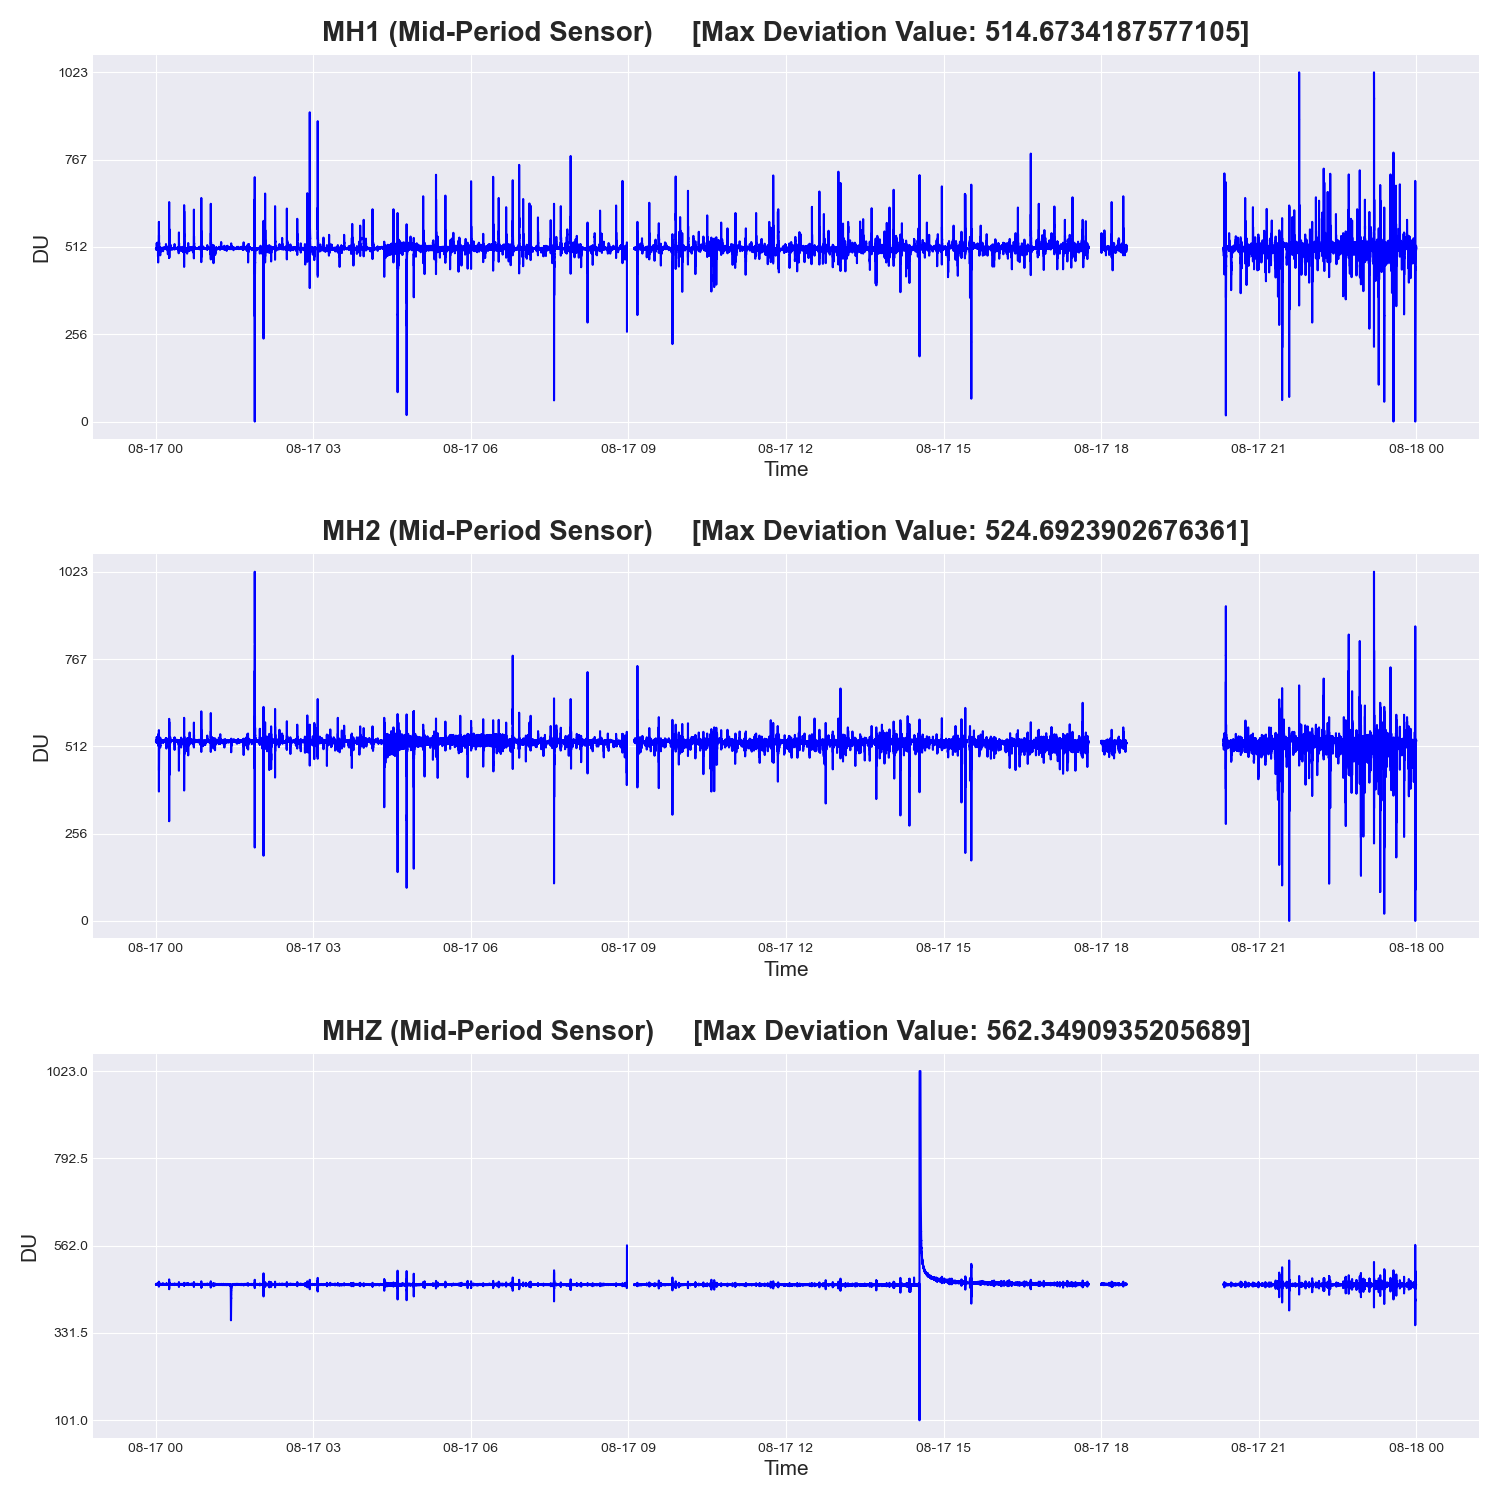 MH1 (Mid-Period Sensor) [Max Deviation Value: 514.6734187577105]
1023
767
512
256
0
DU
08-17 00 08-17 03 08-17 06 08-17 09 08-17 12 08-17 15 08-17 18 08-17 21 08-18 00
Time
MH2 (Mid-Period Sensor) [Max Deviation Value: 524.6923902676361]
1023
767
512
256
0
DU
08-17 00 08-17 03 08-17 06 08-17 09 08-17 12 08-17 15 08-17 18 08-17 21 08-18 00
Time
MHZ (Mid-Period Sensor) [Max Deviation Value: 562.3490935205689]
1023.0
792.5
562.0
331.5
101.0
DU
08-17 00 08-17 03 08-17 06 08-17 09 08-17 12 08-17 15 08-17 18 08-17 21 08-18 00
Time